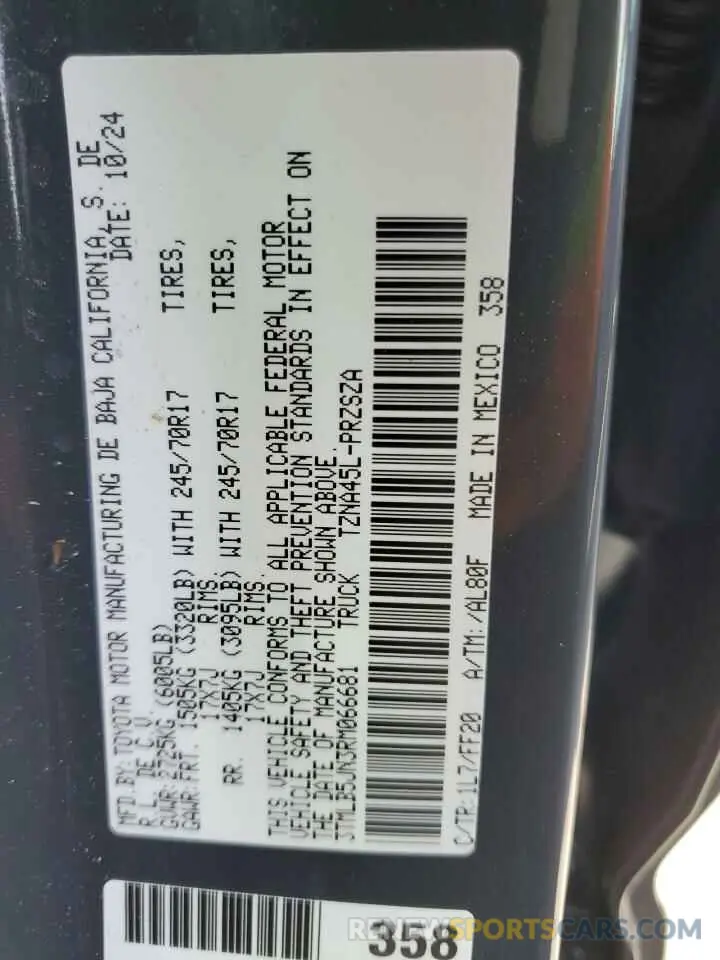 MFD.BY: TOYOTA MOTOR MANUFACTURING DE BAJA CALIFORNIA, S. DE
R.L. DE C.V. DATE: 10/24
GVWR: 2725KG (6005LB)
GAWR: FRT. 1505KG (3320LB) WITH 245/70R17 TIRES,
17X7J RIMS.
RR. 1405KG (3095LB) WITH 245/70R17 TIRES,
17X7J RIMS.
THIS VEHICLE CONFORMS TO ALL APPLICABLE FEDERAL MOTOR
VEHICLE SAFETY AND THEFT PREVENTION STANDARDS IN EFFECT ON
THE DATE OF MANUFACTURE SHOWN ABOVE.
3TMLB5JN3RM066681 TRUCK TZNA45L-PRZSZA
C/TR: 1L7/FF20 A/TM: /AL80F MADE IN MEXICO 358
358
RENEWSPORTSCARS.COM